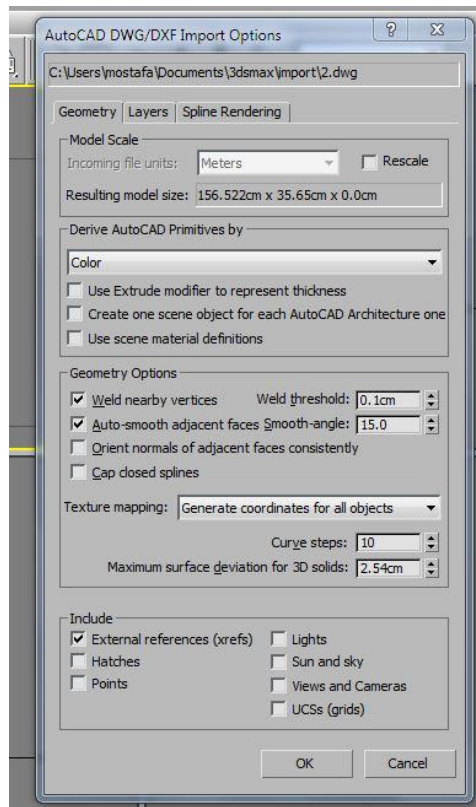 AutoCAD DWG/DXF Import Options
C:\Users\mostafa\Documents\3dsmax\import\2.dwg
Geometry Layers Spline Rendering
Model Scale
Incoming file units: Meters Rescale
Resulting model size: 156.522cm x 35.65cm x 0.0cm
Derive AutoCAD Primitives by
Color
Use Extrude modifier to represent thickness
Create one scene object for each AutoCAD Architecture one
Use scene material definitions
Geometry Options
Weld nearby vertices Weld threshold: 0.1cm
Auto-smooth adjacent faces Smooth-angle: 15.0
Orient normals of adjacent faces consistently
Cap closed splines
Texture mapping: Generate coordinates for all objects
Curve steps: 10
Maximum surface deviation for 3D solids: 2.54cm
Include
External references (xrefs) Lights
Hatches Sun and sky
Points Views and Cameras
UCSs (grids)
OK Cancel